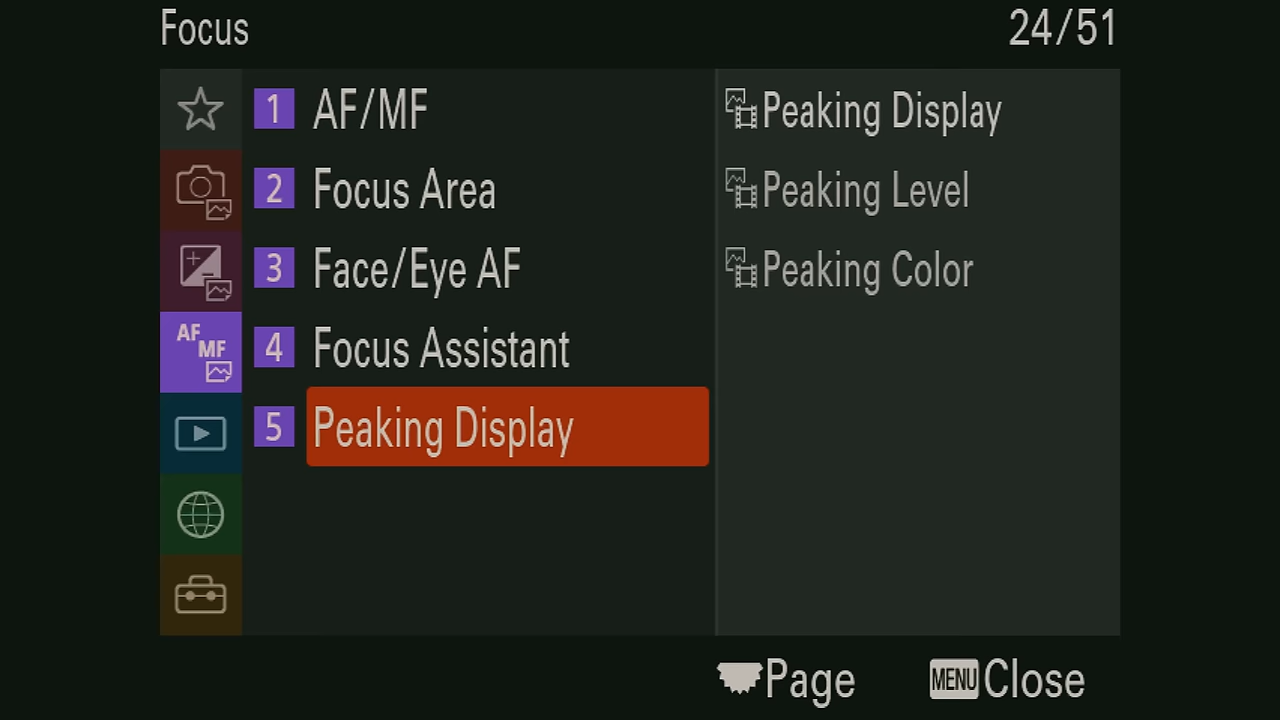 Focus 24/51
1 AF/MF
2 Focus Area
3 Face/Eye AF
AF MF
4 Focus Assistant
5 Peaking Display
Peaking Display
Peaking Level
Peaking Color
Page MENU Close